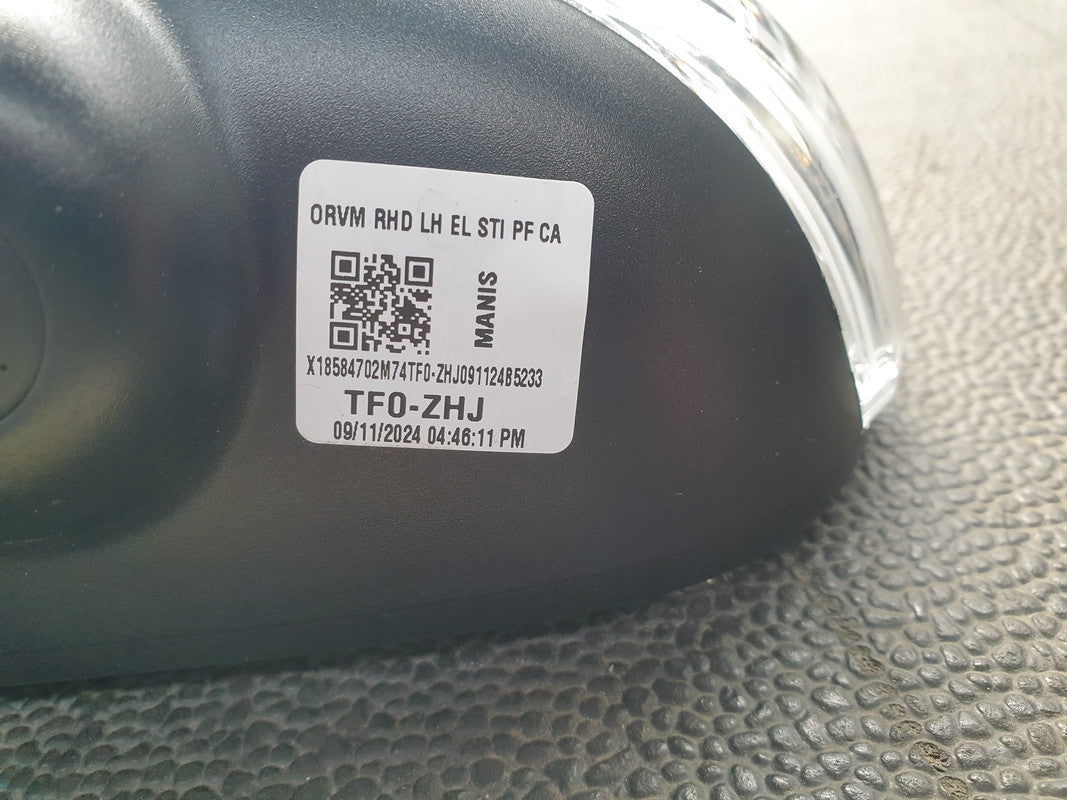 ORVM RHD LH EL STI PF CA
MANIS
X18584702M74TF0-ZHJ091124B5233
TF0-ZHJ
09/11/2024 04:46:11 PM